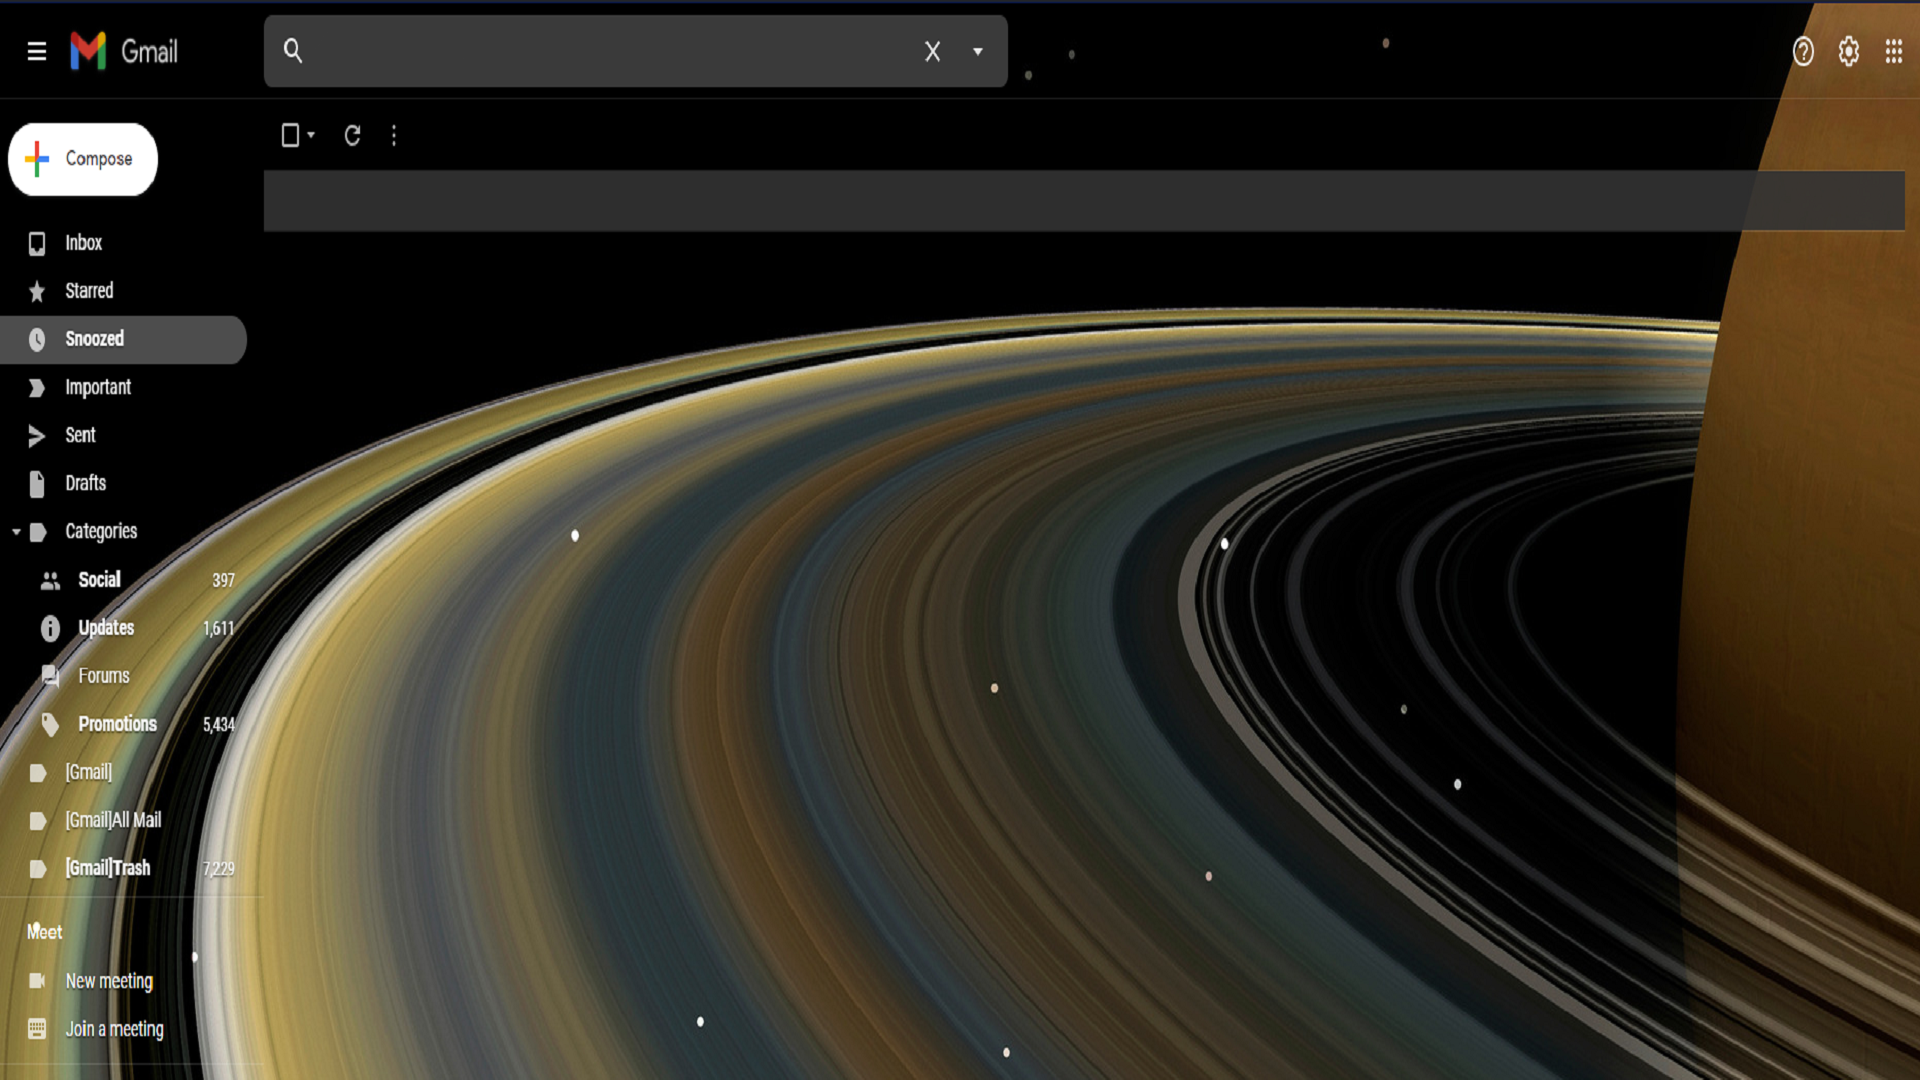 Gmail
Compose
Inbox
Starred
Snoozed
Important
Sent
Drafts
Categories
Social 397
Updates 1,611
Forums
Promotions 5,434
[Gmail]
[Gmail]All Mail
[Gmail]Trash 7,229
Meet
New meeting
Join a meeting